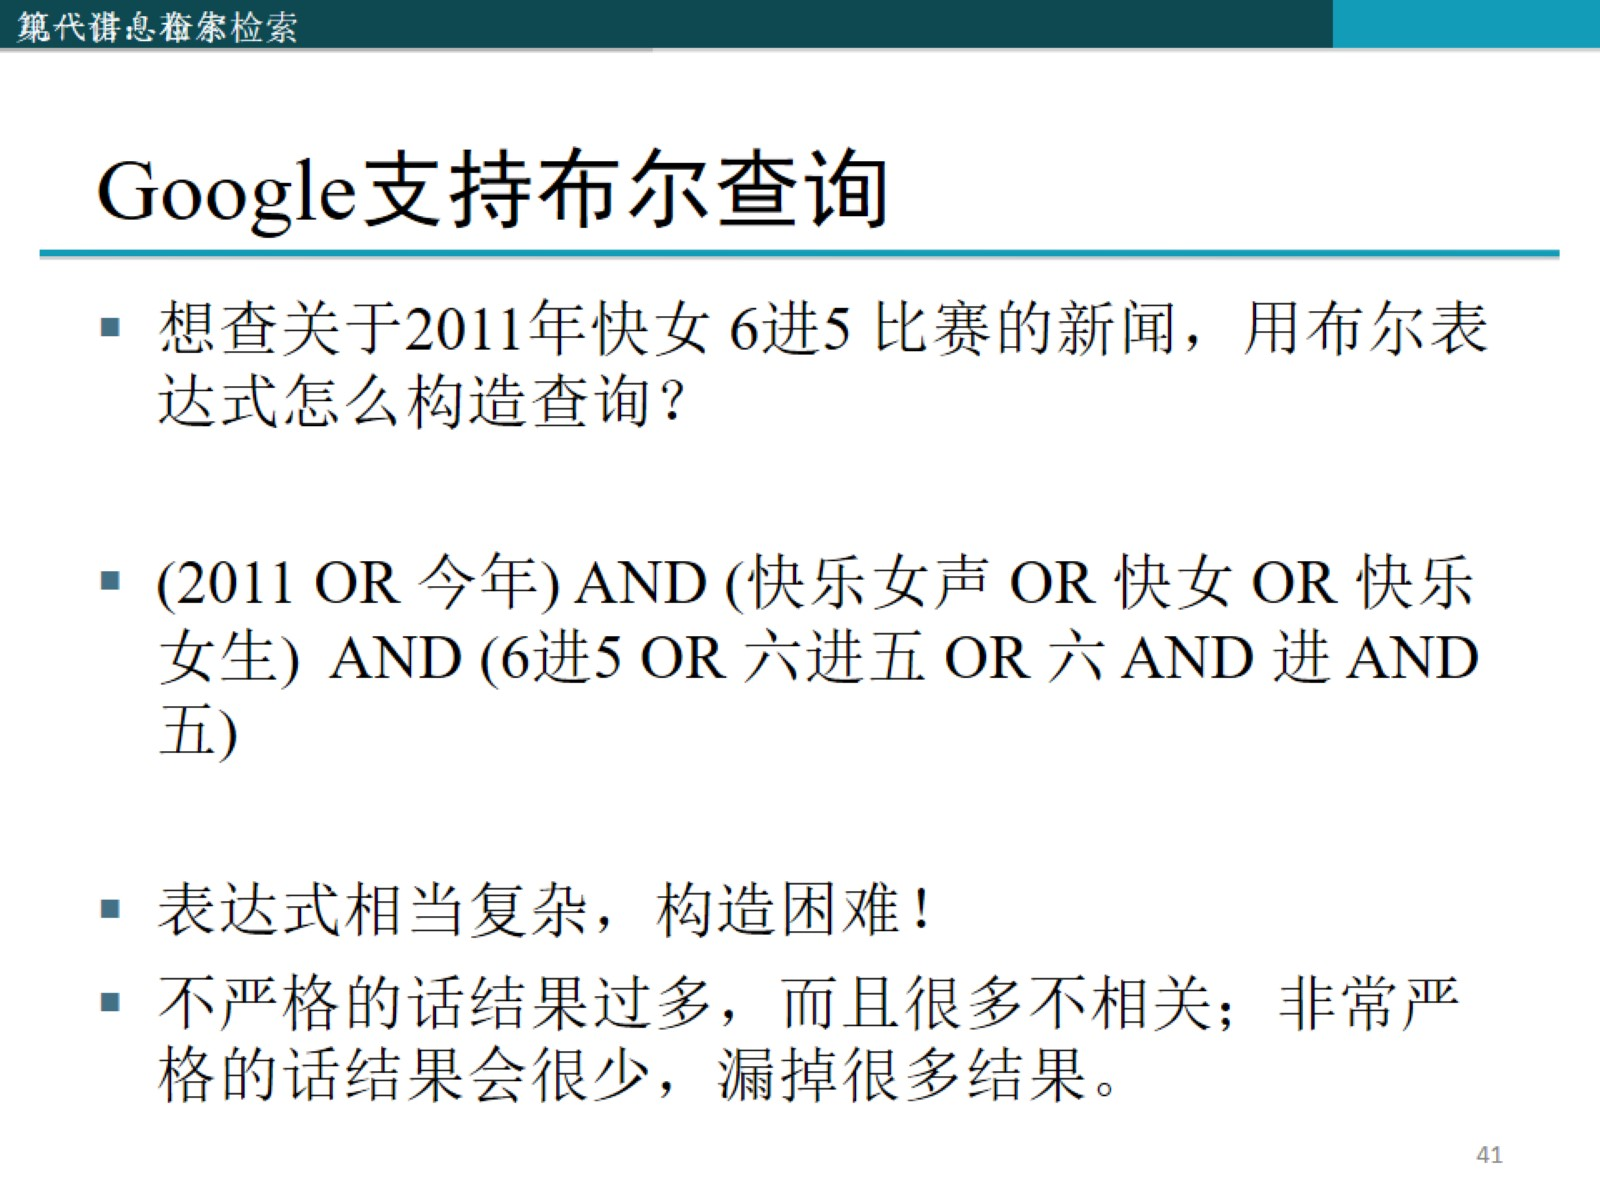 检索
Google支持布尔查询
想查关于2011年快女 6进5 比赛的新闻，用布尔表
达式怎么构造查询？
(2011 OR 今年) AND (快乐女声 OR 快女 OR 快乐
女生) AND (6进5 OR 六进五 OR 六 AND 进 AND
五)
表达式相当复杂，构造困难！
不严格的话结果过多，而且很多不相关；非常严
格的话结果会很少，漏掉很多结果。
41